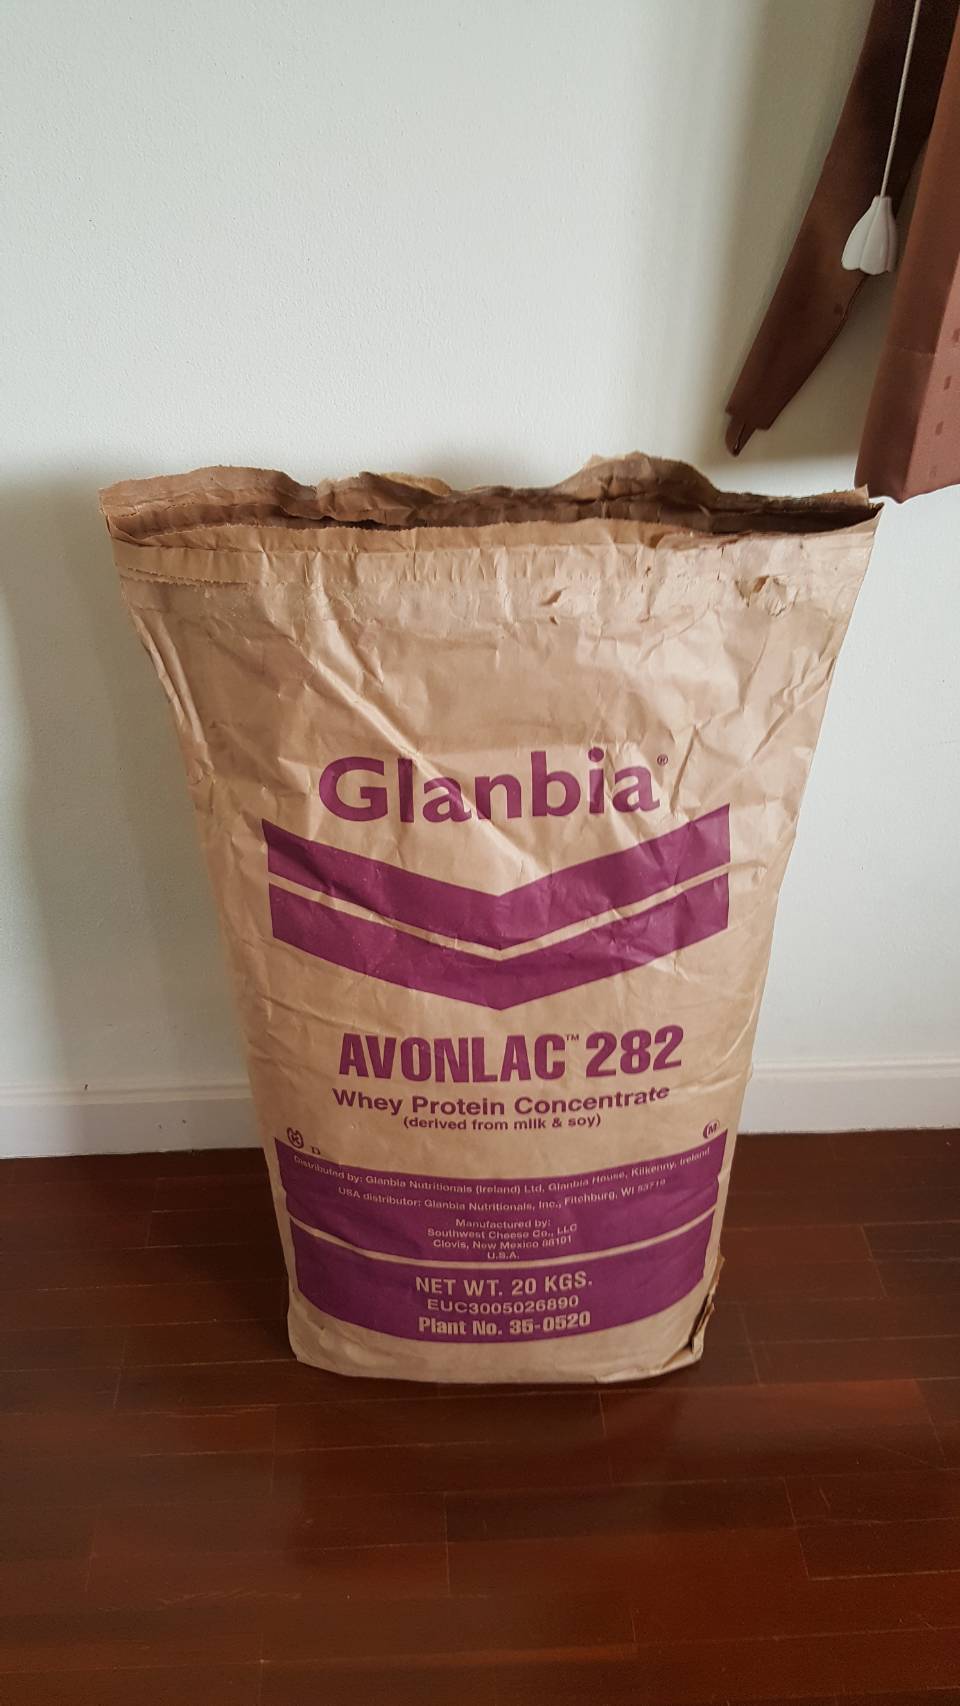 Glanbia®
AVONLAC™ 282
Whey Protein Concentrate
(derived from milk & soy)
K D
M
Distributed by: Glanbia Nutritionals (Ireland) Ltd, Glanbia House, Kilkenny, Ireland
USA distributor: Glanbia Nutritionals, Inc., Fitchburg, WI 53719
Manufactured by:
Southwest Cheese Co., LLC
Clovis, New Mexico 88101
U.S.A.
NET WT. 20 KGS.
EUC3005026890
Plant No. 35-0520